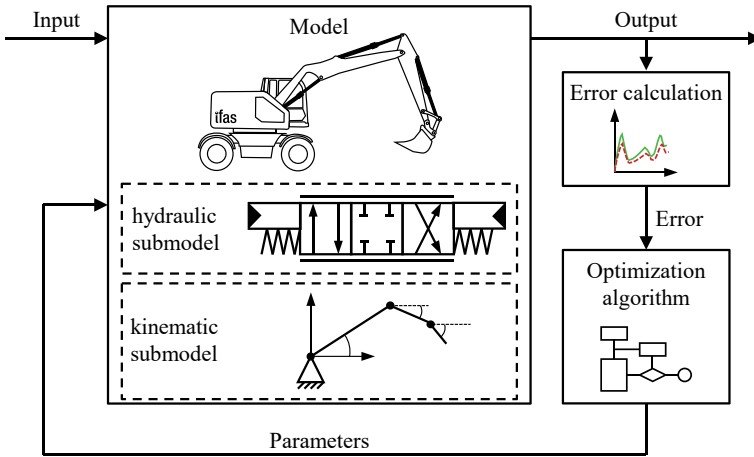 Input
Model
Output
ifas
Error calculation
hydraulic
submodel
Error
Optimization
algorithm
kinematic
submodel
Parameters